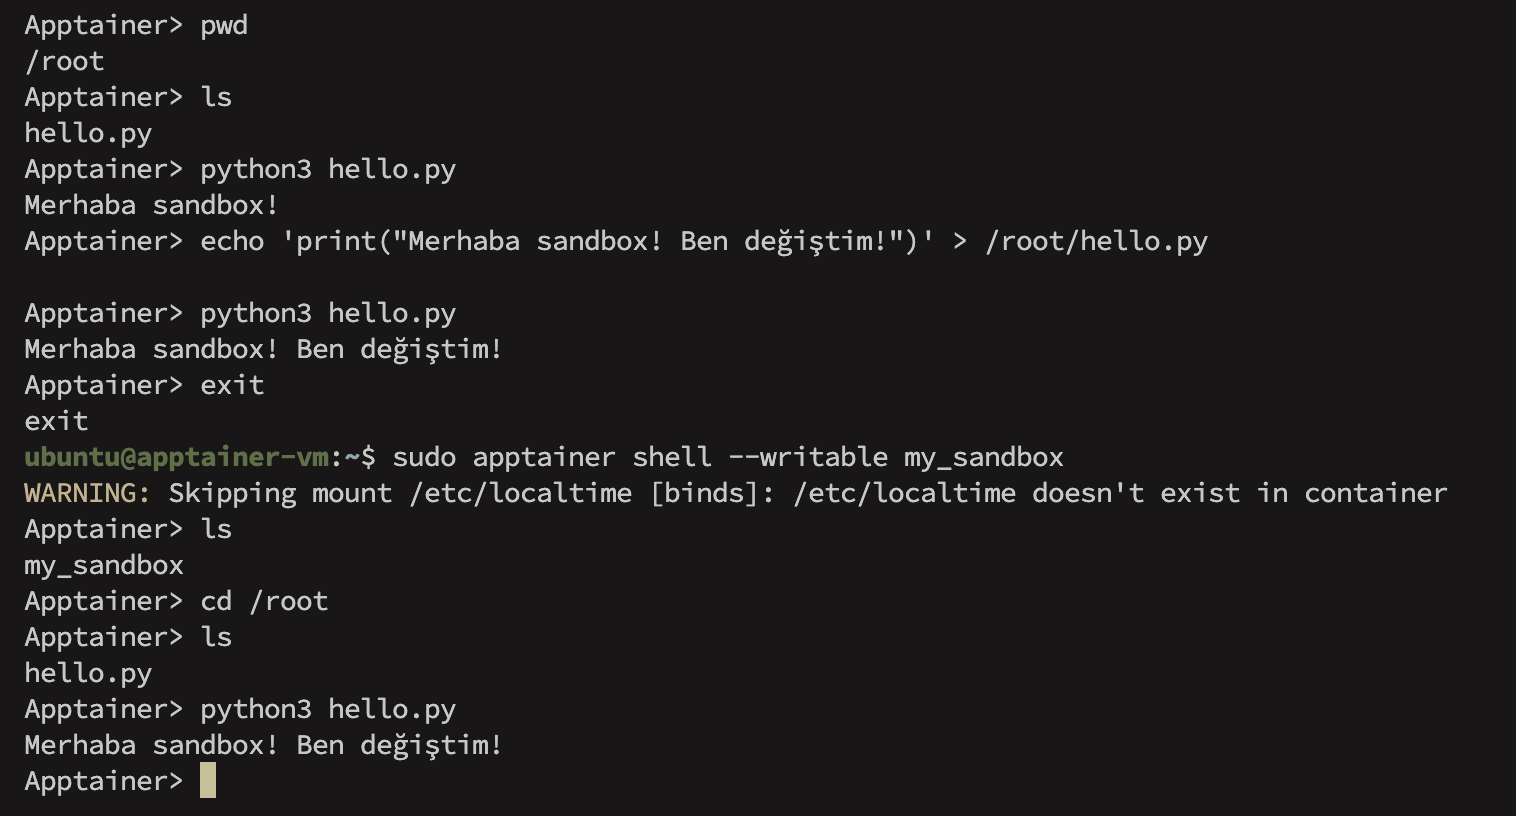 Apptainer> pwd
/root
Apptainer> ls
hello.py
Apptainer> python3 hello.py
Merhaba sandbox!
Apptainer> echo 'print("Merhaba sandbox! Ben değiştim!")' > /root/hello.py
Apptainer> python3 hello.py
Merhaba sandbox! Ben değiştim!
Apptainer> exit
exit
ubuntu@apptainer-vm:~$ sudo apptainer shell --writable my_sandbox
WARNING: Skipping mount /etc/localtime [binds]: /etc/localtime doesn't exist in container
Apptainer> ls
my_sandbox
Apptainer> cd /root
Apptainer> ls
hello.py
Apptainer> python3 hello.py
Merhaba sandbox! Ben değiştim!
Apptainer>